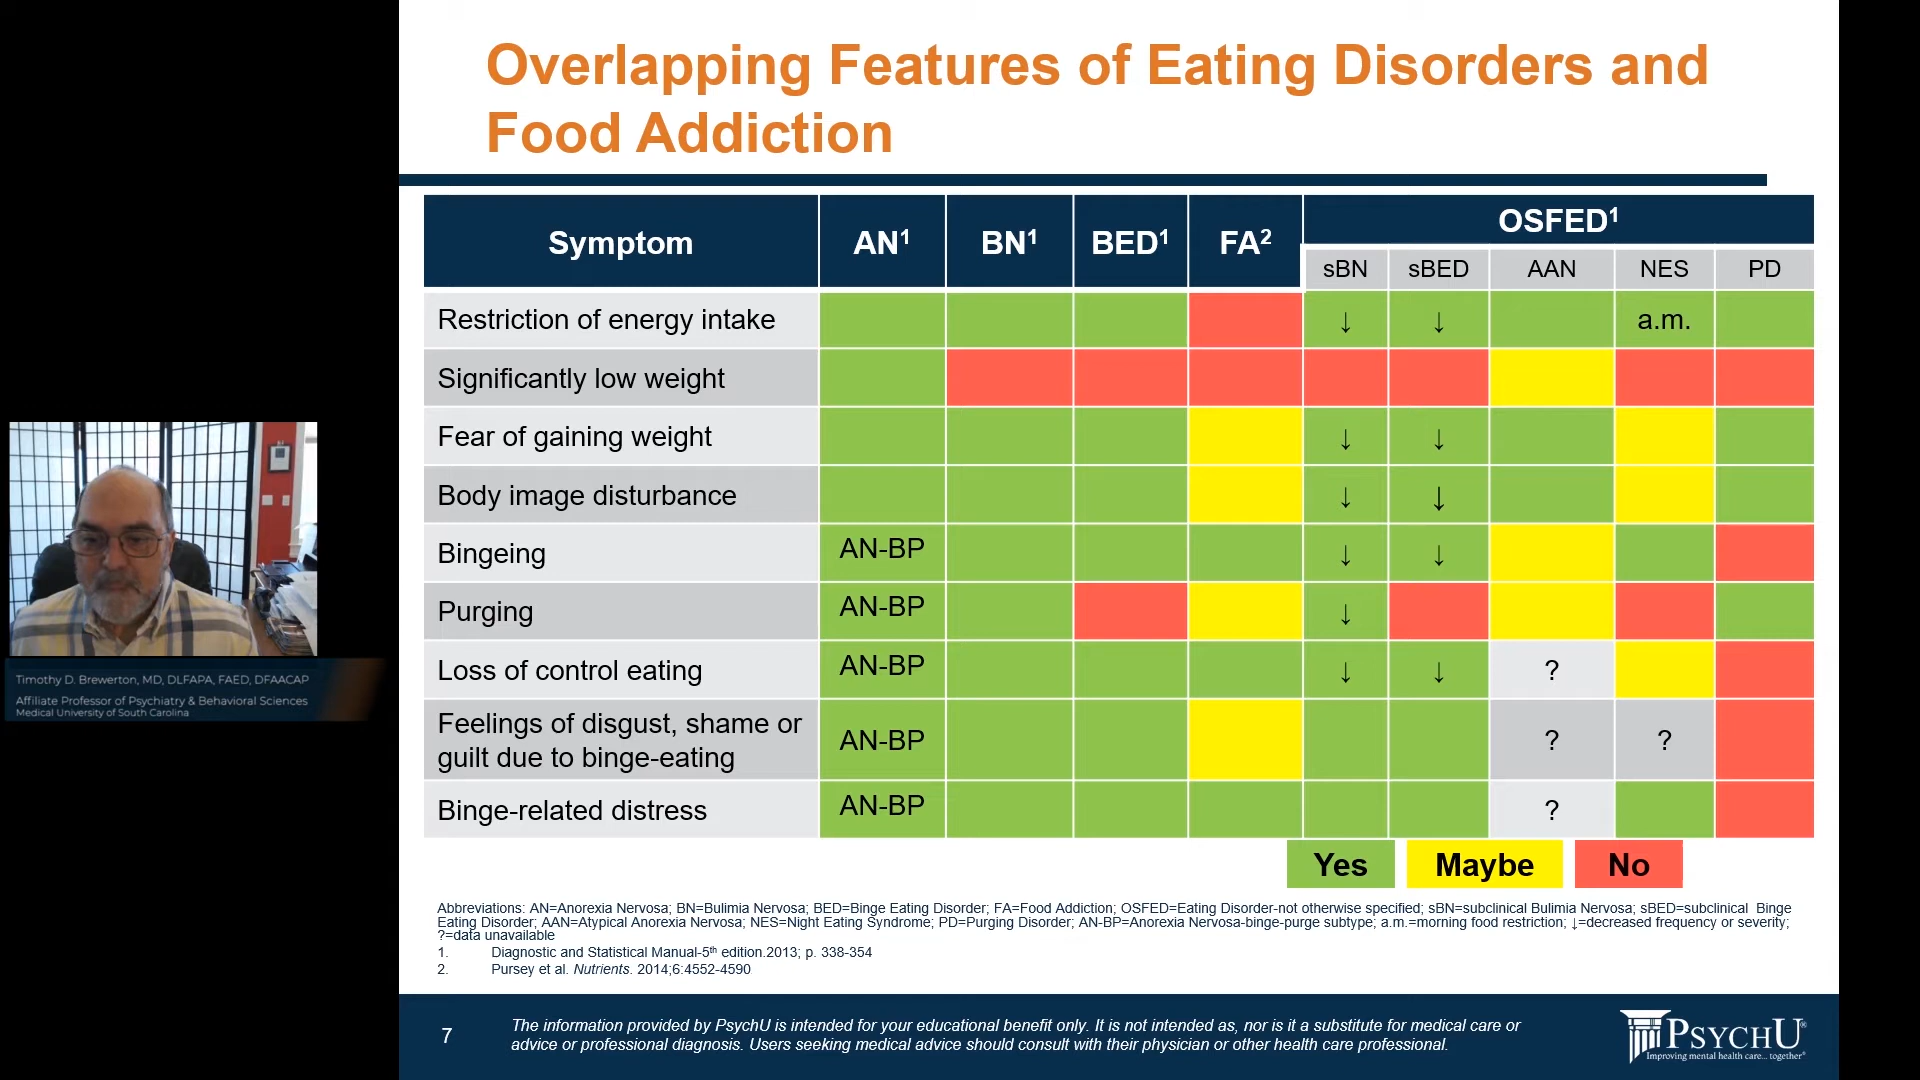 Overlapping Features of Eating Disorders and
Food Addiction
Symptom AN¹ BN¹ BED¹ FA² OSFED¹
sBN sBED AAN NES PD
Restriction of energy intake ↓ ↓ a.m.
Significantly low weight
Fear of gaining weight ↓ ↓
Body image disturbance ↓ ↓
Bingeing AN-BP ↓ ↓
Purging AN-BP ↓
Loss of control eating AN-BP ↓ ↓ ?
Feelings of disgust, shame or
guilt due to binge-eating AN-BP ? ?
Binge-related distress AN-BP ?
Yes Maybe No
Abbreviations: AN=Anorexia Nervosa; BN=Bulimia Nervosa; BED=Binge Eating Disorder; FA=Food Addiction; OSFED=Eating Disorder-not otherwise specified; sBN=subclinical Bulimia Nervosa; sBED=subclinical Binge
Eating Disorder; AAN=Atypical Anorexia Nervosa; NES=Night Eating Syndrome; PD=Purging Disorder; AN-BP=Anorexia Nervosa-binge-purge subtype; a.m.=morning food restriction; ↓=decreased frequency or severity;
?=data unavailable
1. Diagnostic and Statistical Manual-5th edition.2013; p. 338-354
2. Pursey et al. Nutrients. 2014;6:4552-4590
Timothy D. Brewerton, MD, DLFAPA, FAED, DFAACAP
Affiliate Professor of Psychiatry & Behavioral Sciences
Medical University of South Carolina
7
The information provided by PsychU is intended for your educational benefit only. It is not intended as, nor is it a substitute for medical care or
advice or professional diagnosis. Users seeking medical advice should consult with their physician or other health care professional.
PSYCHU®
Improving mental health care... together®